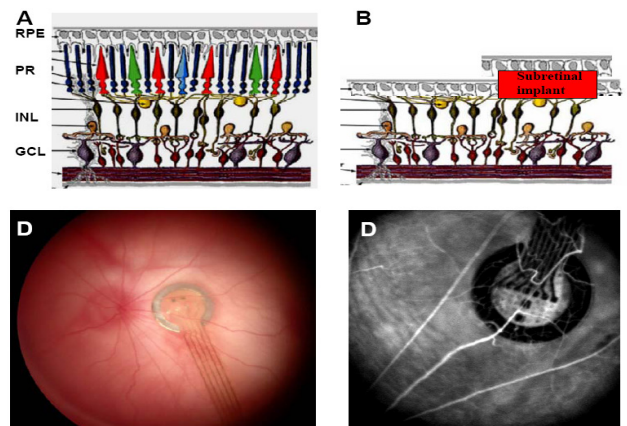 A
RPE
PR
INL
GCL
B
Subretinal
implant
D
D